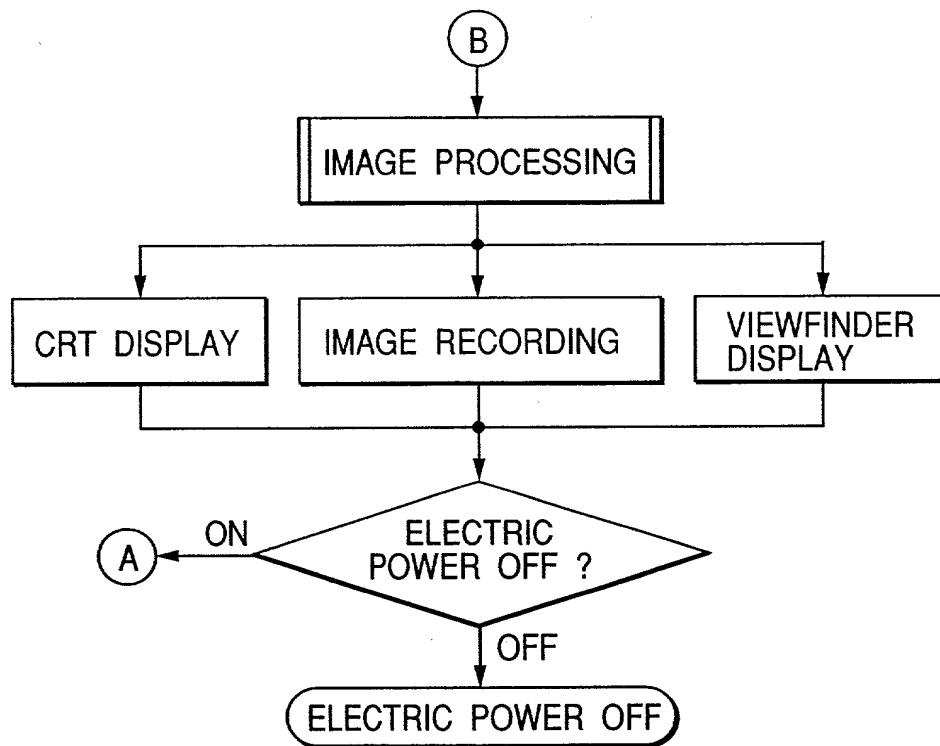 B
IMAGE PROCESSING
CRT DISPLAY
IMAGE RECORDING
VIEWFINDER
DISPLAY
ELECTRIC
POWER OFF ?
ON
A
OFF
ELECTRIC POWER OFF